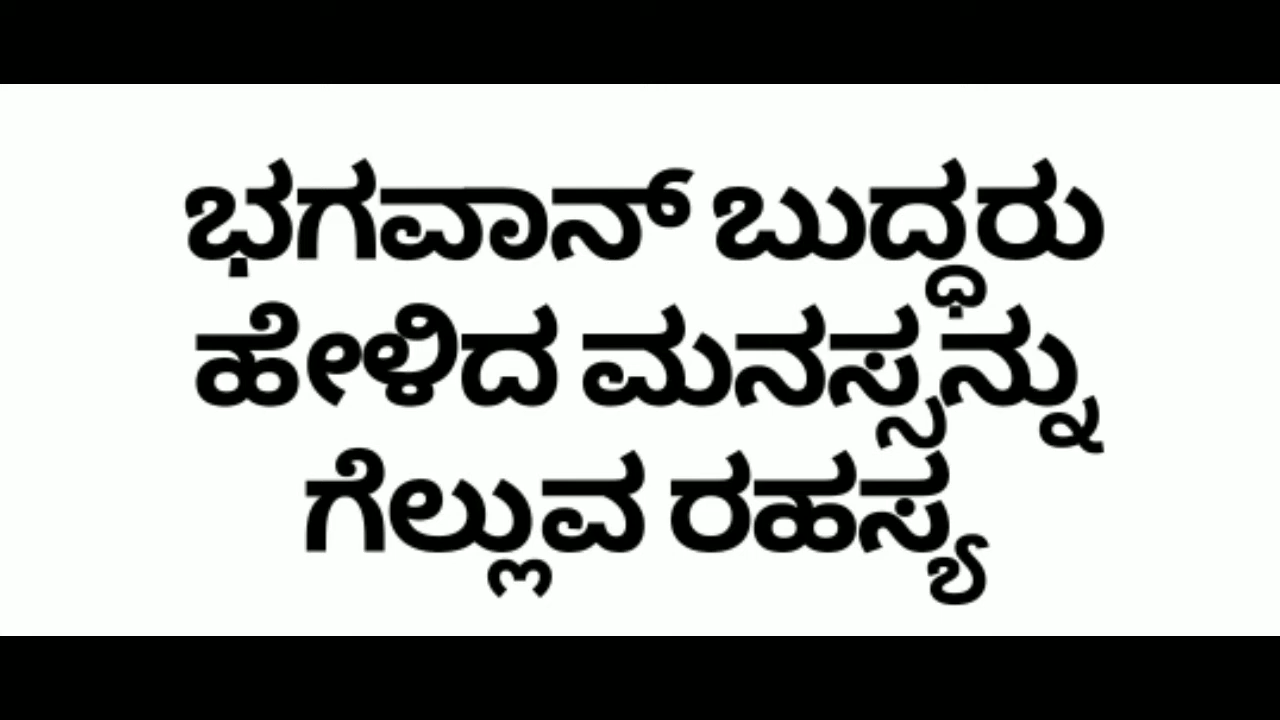 ಭಗವಾನ್ ಬುದ್ಧರು
ಹೇಳಿದ ಮನಸ್ಸನ್ನು
ಗೆಲ್ಲುವ ರಹಸ್ಯ